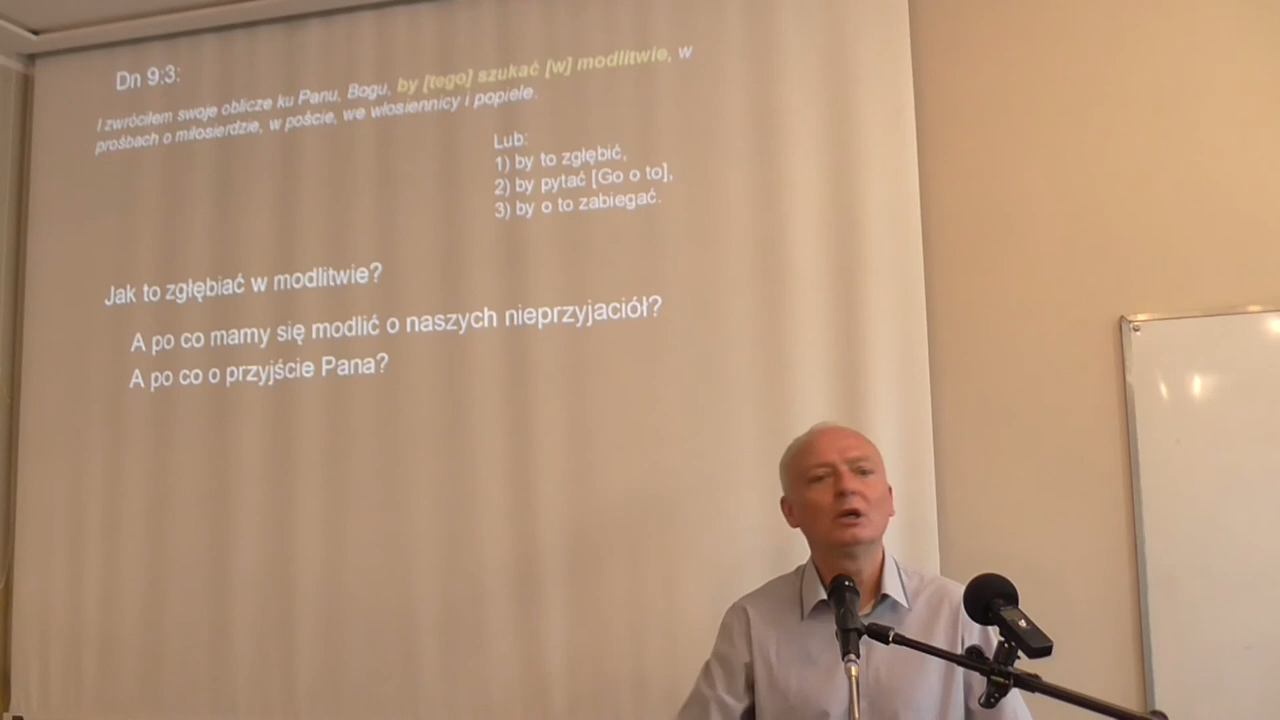 Dn 9:3:
I zwróciłem swoje oblicze ku Panu, Bogu, by [tego] szukać [w] modlitwie, w
prośbach o miłosierdzie, w poście, we włosiennicy i popiele.
Lub:
1) by to zgłębić,
2) by pytać [Go o to],
3) by o to zabiegać.
Jak to zgłębiać w modlitwie?
A po co mamy się modlić o naszych nieprzyjaciół?
A po co o przyjście Pana?